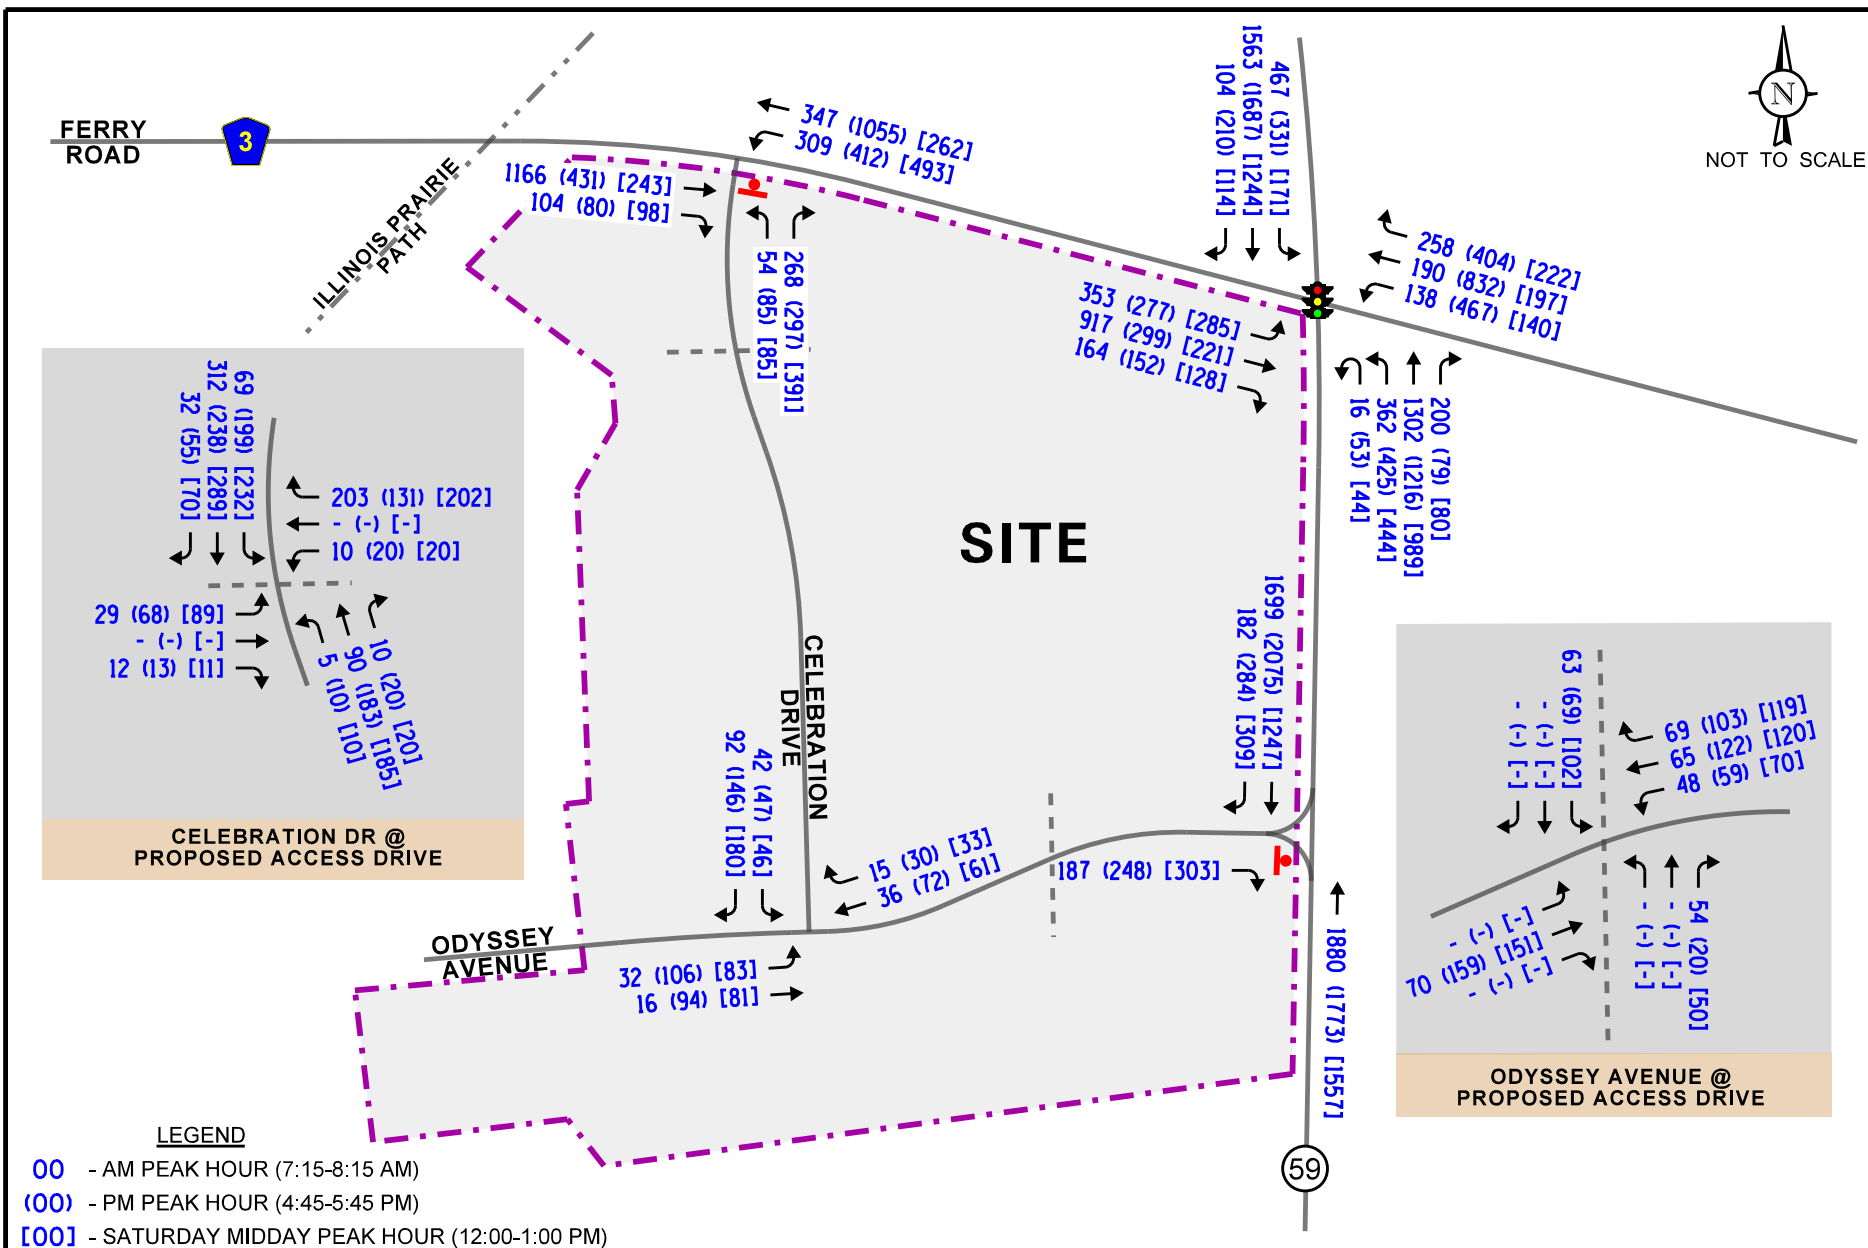 FERRY
ROAD
3
ILLINOIS PRAIRIE
PATH
347 (1055) [262]
309 (412) [493]
1166 (431) [243]
104 (80) [98]
268 (297) [391]
54 (85) [85]
467 (331) [171]
1563 (1687) [1244]
104 (210) [114]
N
NOT TO SCALE
258 (404) [222]
190 (832) [197]
138 (467) [140]
353 (277) [285]
917 (299) [221]
164 (152) [128]
200 (79) [80]
1302 (1216) [989]
362 (425) [444]
16 (53) [44]
69 (199) [232]
312 (238) [289]
32 (55) [70]
203 (131) [202]
- (-) [-]
10 (20) [20]
29 (68) [89]
- (-) [-]
12 (13) [11]
10 (20) [20]
90 (183) [185]
5 (10) [10]
CELEBRATION DR @
PROPOSED ACCESS DRIVE
SITE
CELEBRATION
DRIVE
1699 (2075) [1247]
182 (284) [309]
42 (47) [46]
92 (146) [180]
15 (30) [33]
36 (72) [61]
187 (248) [303]
ODYSSEY
AVENUE
32 (106) [83]
16 (94) [81]
1880 (1773) [1557]
63 (69) [102]
- (-) [-]
- (-) [-]
69 (103) [119]
65 (122) [120]
48 (59) [70]
- (-) [-]
70 (159) [151]
- (-) [-]
54 (20) [50]
- (-) [-]
- (-) [-]
ODYSSEY AVENUE @
PROPOSED ACCESS DRIVE
59
LEGEND
00 - AM PEAK HOUR (7:15-8:15 AM)
(00) - PM PEAK HOUR (4:45-5:45 PM)
[00] - SATURDAY MIDDAY PEAK HOUR (12:00-1:00 PM)